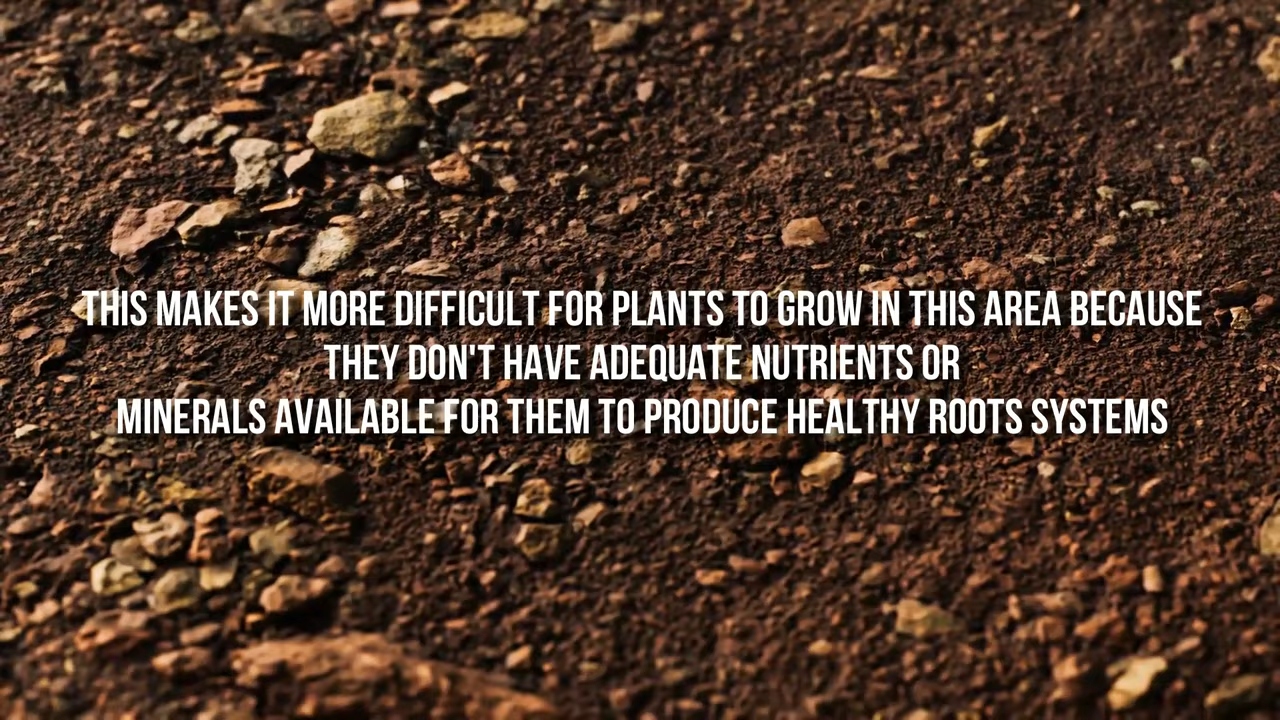 THIS MAKES IT MORE DIFFICULT FOR PLANTS TO GROW IN THIS AREA BECAUSE
THEY DON'T HAVE ADEQUATE NUTRIENTS OR
MINERALS AVAILABLE FOR THEM TO PRODUCE HEALTHY ROOTS SYSTEMS